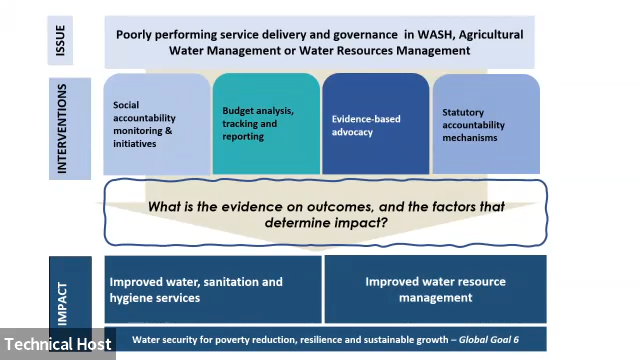 ISSUE
Poorly performing service delivery and governance in WASH, Agricultural
Water Management or Water Resources Management
INTERVENTIONS
Social
accountability
monitoring &
initiatives
Budget analysis,
tracking and
reporting
Evidence-based
advocacy
Statutory
accountability
mechanisms
What is the evidence on outcomes, and the factors that
determine impact?
IMPACT
Improved water, sanitation and
hygiene services
Improved water resource
management
Water security for poverty reduction, resilience and sustainable growth – Global Goal 6
Technical Host